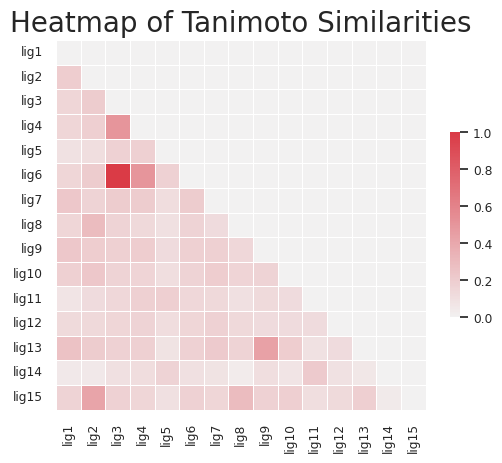 Heatmap of Tanimoto Similarities
lig1
lig2
lig3
lig4
lig5
lig6
lig7
lig8
lig9
lig10
lig11
lig12
lig13
lig14
lig15
1.0
0.8
0.6
0.4
0.2
0.0
lig1 lig2 lig3 lig4 lig5 lig6 lig7 lig8 lig9 lig10 lig11 lig12 lig13 lig14 lig15